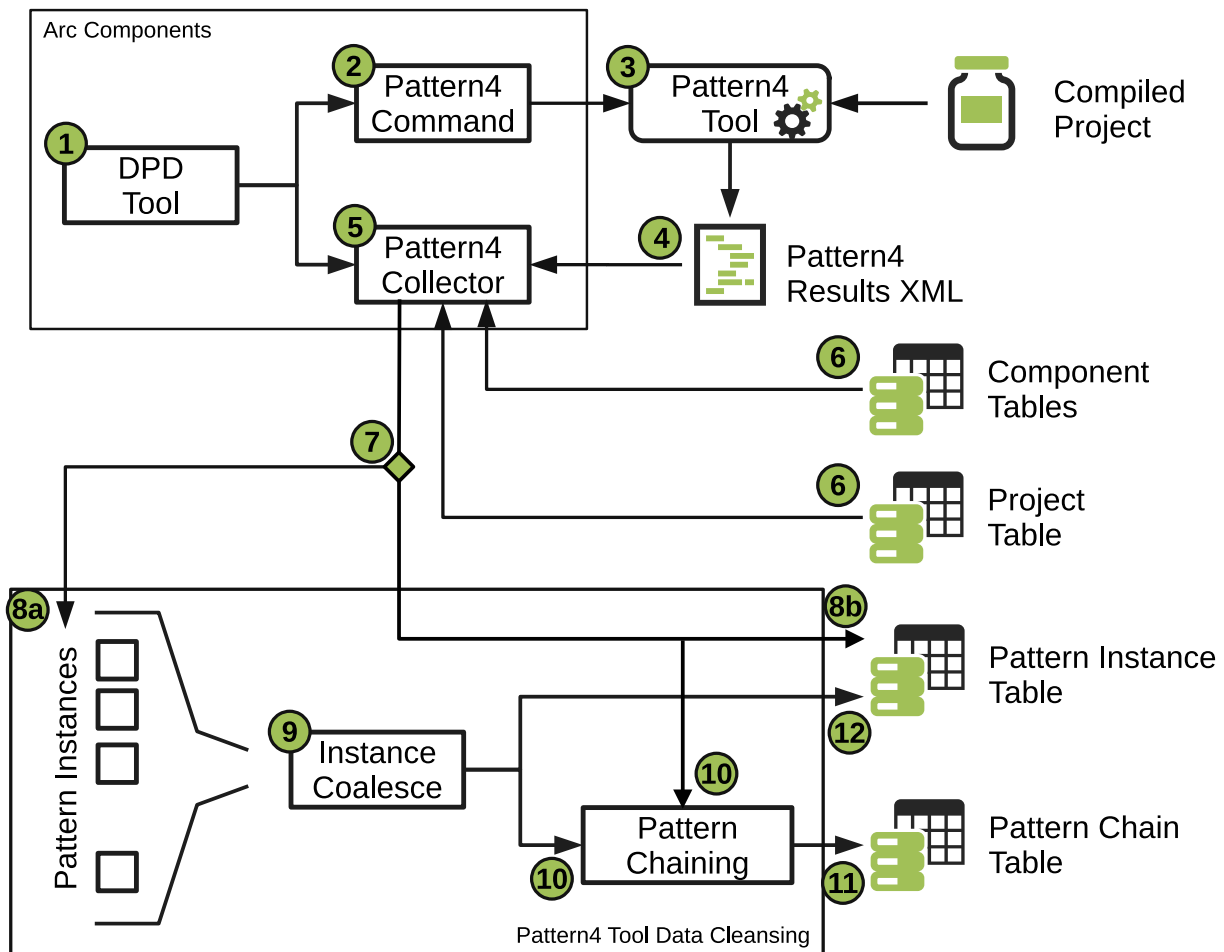 Arc Components
1
DPD
Tool
2
Pattern4
Command
3
Pattern4
Tool
Compiled
Project
5
Pattern4
Collector
4
Pattern4
Results XML
6
Component
Tables
7
6
Project
Table
8a
Pattern Instances
8b
Pattern Instance
Table
9
Instance
Coalesce
12
10
10
Pattern
Chaining
11
Pattern Chain
Table
Pattern4 Tool Data Cleansing